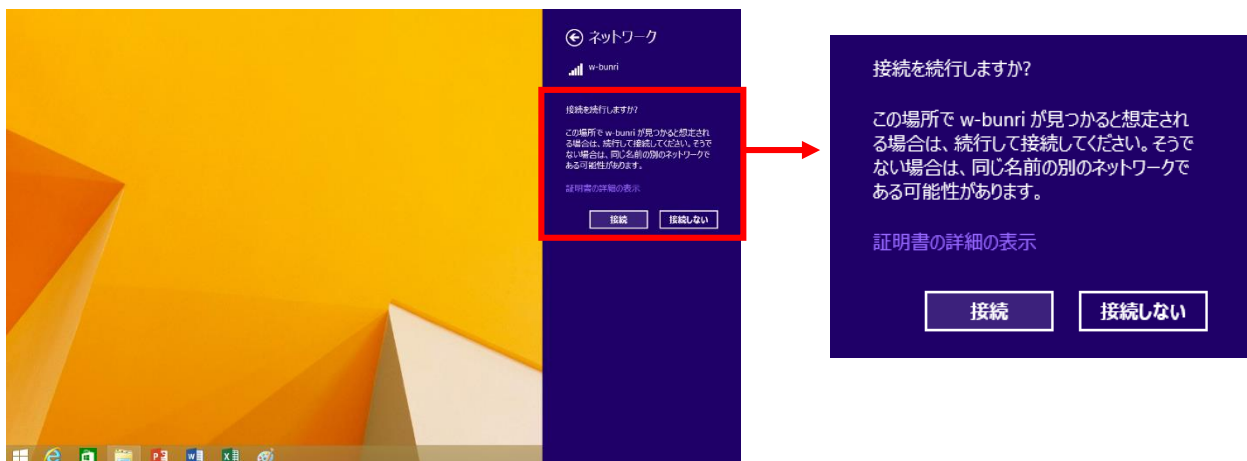 ネットワーク
w-bunri
接続を続行しますか?
この場所で w-bunri が見つかると想定され
る場合は、続行して接続してください。そうで
ない場合は、同じ名前の別のネットワークで
ある可能性があります。
証明書の詳細の表示
接続 接続しない
接続を続行しますか?
この場所で w-bunri が見つかると想定され
る場合は、続行して接続してください。そうで
ない場合は、同じ名前の別のネットワークで
ある可能性があります。
証明書の詳細の表示
接続 接続しない